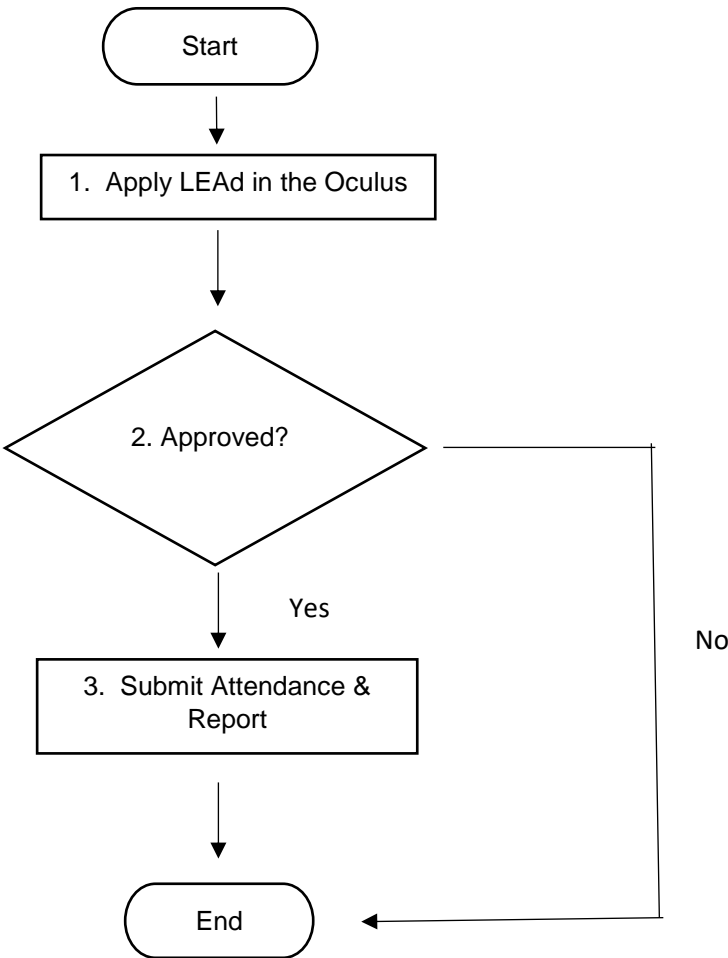 Start
1. Apply LEAd in the Oculus
2. Approved?
Yes
No
3. Submit Attendance &
Report
End